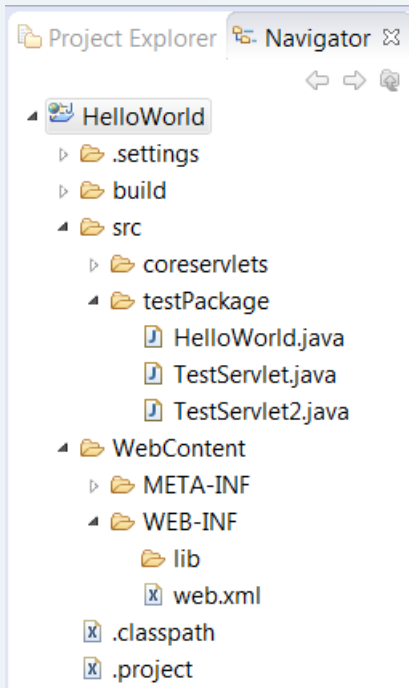 Project Explorer Navigator
HelloWorld
.settings
build
src
coreservlets
testPackage
HelloWorld.java
TestServlet.java
TestServlet2.java
WebContent
META-INF
WEB-INF
lib
web.xml
.classpath
.project